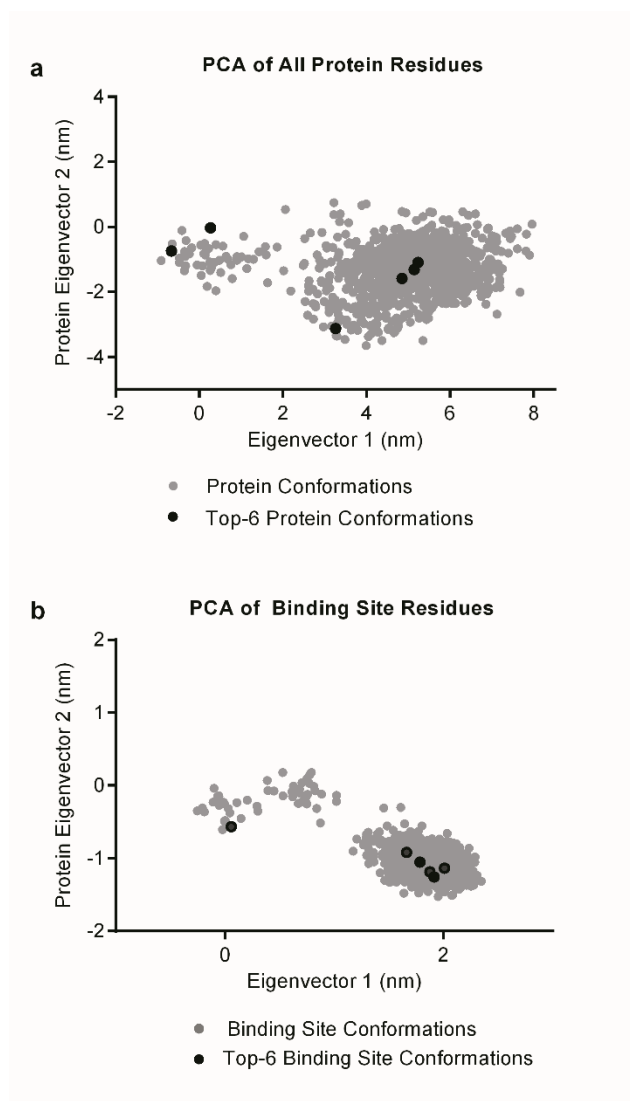 a
PCA of All Protein Residues
4
2
0
-2
-4
Protein Eigenvector 2 (nm)
-2 0 2 4 6 8
Eigenvector 1 (nm)
Protein Conformations
Top-6 Protein Conformations
b
PCA of Binding Site Residues
2
1
0
-1
-2
Protein Eigenvector 2 (nm)
0 2
Eigenvector 1 (nm)
Binding Site Conformations
Top-6 Binding Site Conformations